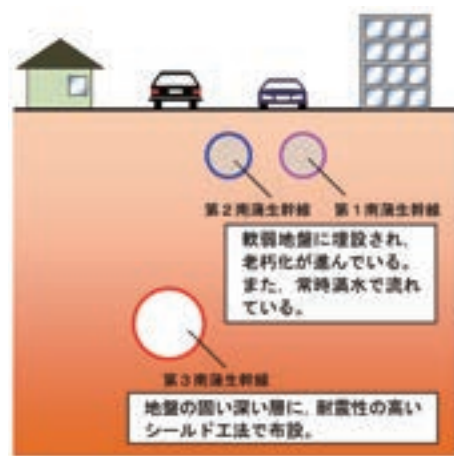 第2南蒲生幹線
第1南蒲生幹線
軟弱地盤に埋設され,
老朽化が進んでいる。
また,常時満水で流れ
ている。
第3南蒲生幹線
地盤の固い深い層に,耐震性の高い
シールド工法で布設。